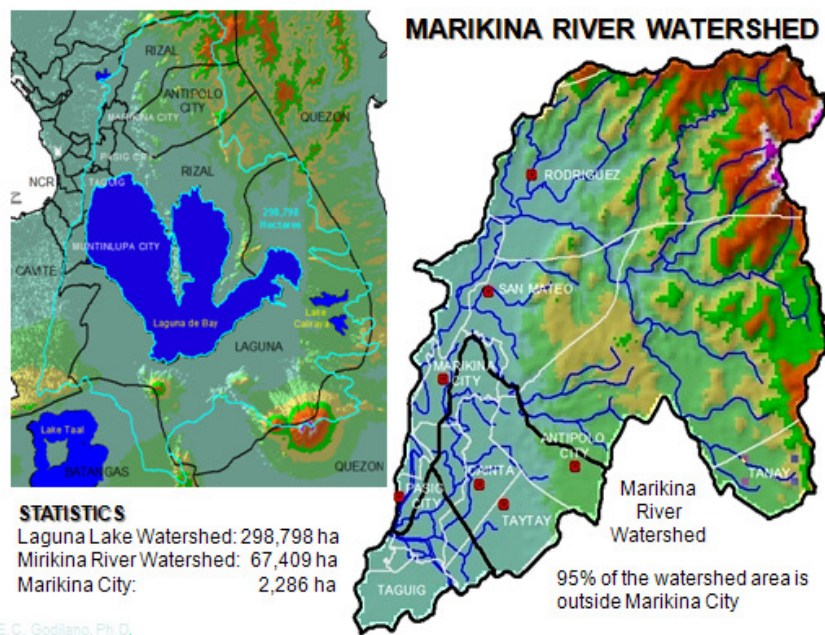 MARIKINA RIVER WATERSHED
RIZAL
ANTIPOLO
CITY
QUEZON
MARIKINA CITY
PASIG CITY
RIZAL
NCR
TAGUIG
298,798
Hectares
MUNTINLUPA CITY
CAVITE
Laguna de Bay
Lake
Caliraya
LAGUNA
Lake Taal
BATANGAS
QUEZON
RODRIGUEZ
SAN MATEO
MARIKINA
CITY
ANTIPOLO
CITY
CAINTA
TANAY
PASIG
CITY
TAYTAY
TAGUIG
Marikina
River
Watershed
95% of the watershed area is
outside Marikina City
STATISTICS
Laguna Lake Watershed: 298,798 ha
Mirikina River Watershed: 67,409 ha
Marikina City: 2,286 ha
E.C. Godilano, Ph.D.